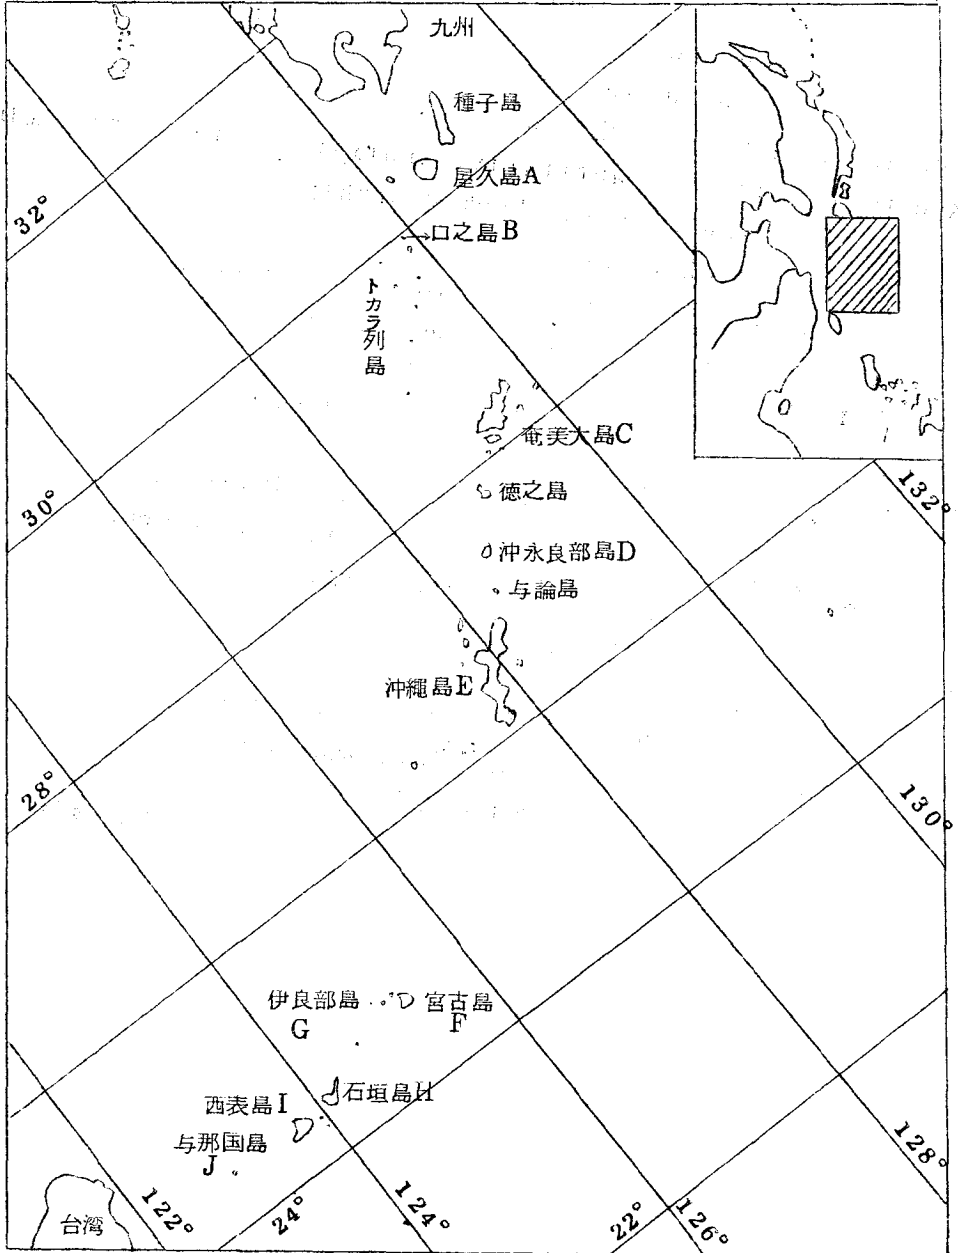 九州
種子島
屋久島A
32°
口之島B
トカラ列島
奄美大島C
132°
30°
徳之島
沖永良部島D
与論島
沖縄島E
28°
130°
伊良部島
G
宮古島
F
石垣島H
西表島I
与那国島
J
128°
122°
24°
124°
22°
126°
台湾